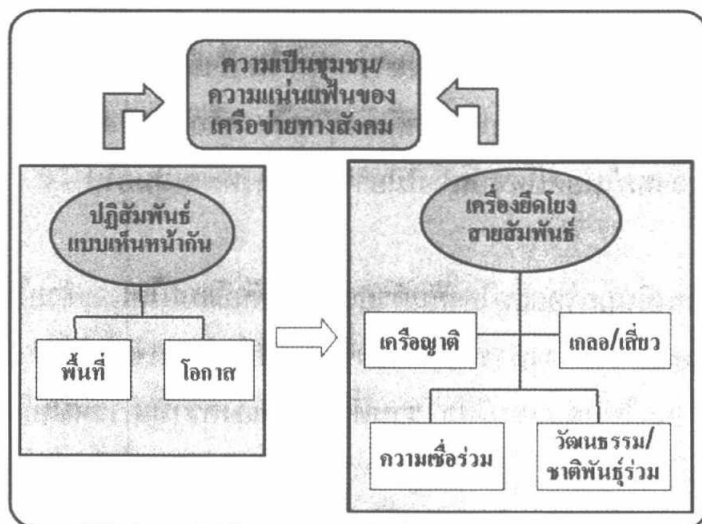 ความเป็นชุมชน/
ความแน่นแฟ้นของ
เครือข่ายทางสังคม
ปฏิสัมพันธ์
แบบเห็นหน้ากัน
พื้นที่
โอกาส
เครื่องยึดโยง
สายสัมพันธ์
เครือญาติ
เกลอ/เสี่ยว
ความเชื่อร่วม
วัฒนธรรม/
ชาติพันธุ์ร่วม